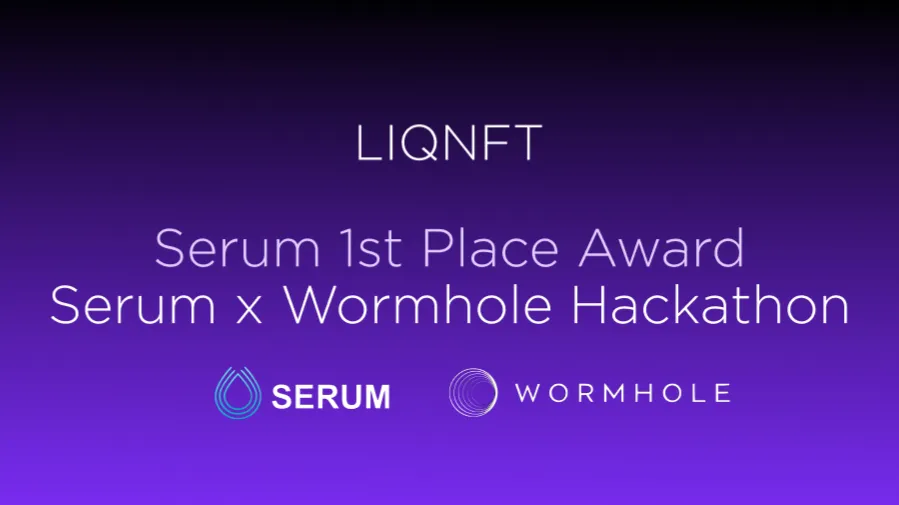 LIQNFT
Serum 1st Place Award
Serum x Wormhole Hackathon
SERUM WORMHOLE